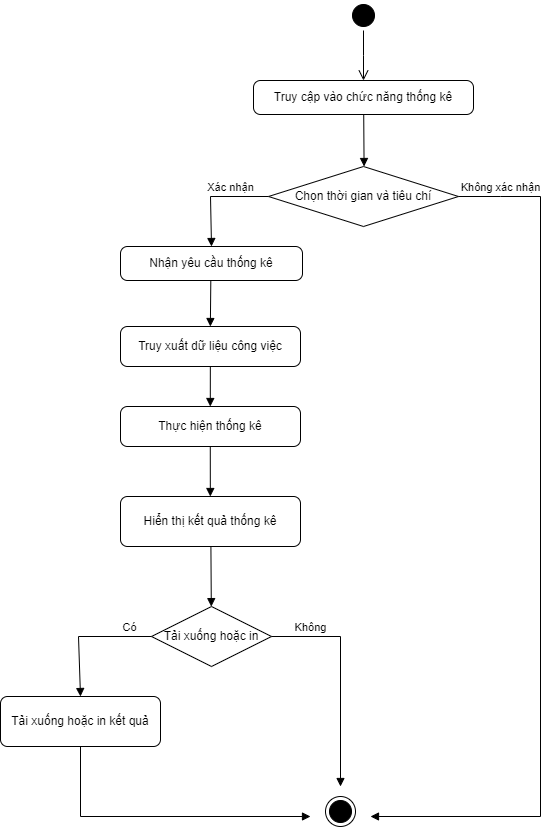 Truy cập vào chức năng thống kê
Chọn thời gian và tiêu chí
Xác nhận
Không xác nhận
Nhận yêu cầu thống kê
Truy xuất dữ liệu công việc
Thực hiện thống kê
Hiển thị kết quả thống kê
Tải xuống hoặc in
Có
Không
Tải xuống hoặc in kết quả